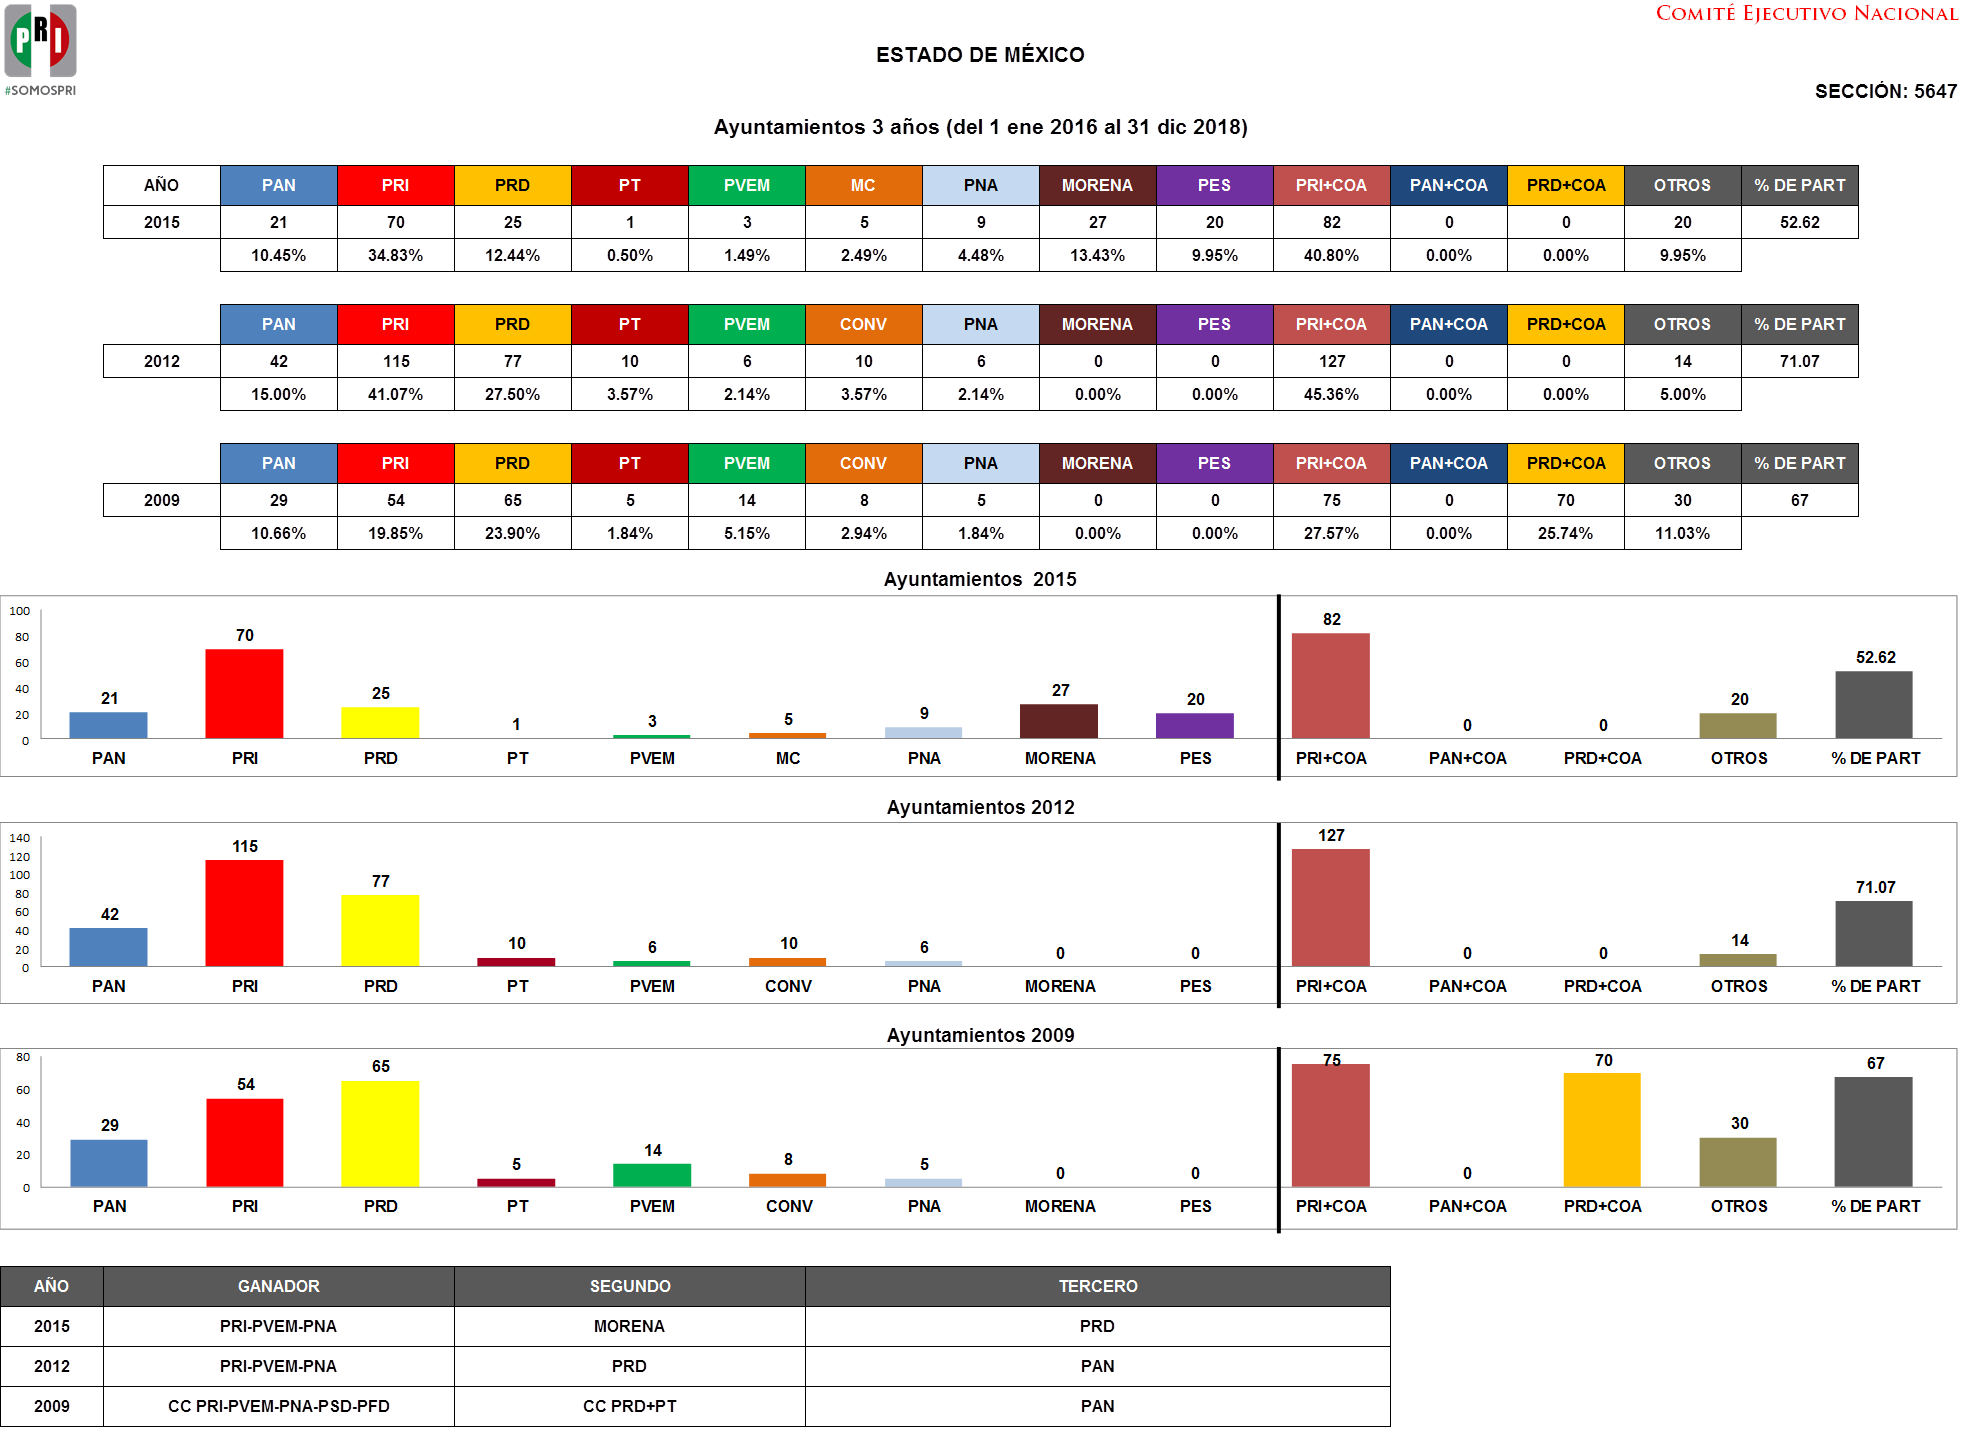 COMITÉ EJECUTIVO NACIONAL
PRI
#SOMOSPRI
ESTADO DE MÉXICO
SECCIÓN: 5647
Ayuntamientos 3 años (del 1 ene 2016 al 31 dic 2018)
AÑO PAN PRI PRD PT PVEM MC PNA MORENA PES PRI+COA PAN+COA PRD+COA OTROS % DE PART
2015 21 70 25 1 3 5 9 27 20 82 0 0 20 52.62
10.45% 34.83% 12.44% 0.50% 1.49% 2.49% 4.48% 13.43% 9.95% 40.80% 0.00% 0.00% 9.95%
PAN PRI PRD PT PVEM CONV PNA MORENA PES PRI+COA PAN+COA PRD+COA OTROS % DE PART
2012 42 115 77 10 6 10 6 0 0 127 0 0 14 71.07
15.00% 41.07% 27.50% 3.57% 2.14% 3.57% 2.14% 0.00% 0.00% 45.36% 0.00% 0.00% 5.00%
PAN PRI PRD PT PVEM CONV PNA MORENA PES PRI+COA PAN+COA PRD+COA OTROS % DE PART
2009 29 54 65 5 14 8 5 0 0 75 0 70 30 67
10.66% 19.85% 23.90% 1.84% 5.15% 2.94% 1.84% 0.00% 0.00% 27.57% 0.00% 25.74% 11.03%
Ayuntamientos 2015
100
80
60
40
20
0
21 70 25 1 3 5 9 27 20 82 0 0 20 52.62
PAN PRI PRD PT PVEM MC PNA MORENA PES PRI+COA PAN+COA PRD+COA OTROS % DE PART
Ayuntamientos 2012
140
120
100
80
60
40
20
0
42 115 77 10 6 10 6 0 0 127 0 0 14 71.07
PAN PRI PRD PT PVEM CONV PNA MORENA PES PRI+COA PAN+COA PRD+COA OTROS % DE PART
Ayuntamientos 2009
80
60
40
20
0
29 54 65 5 14 8 5 0 0 75 0 70 30 67
PAN PRI PRD PT PVEM CONV PNA MORENA PES PRI+COA PAN+COA PRD+COA OTROS % DE PART
AÑO GANADOR SEGUNDO TERCERO
2015 PRI-PVEM-PNA MORENA PRD
2012 PRI-PVEM-PNA PRD PAN
2009 CC PRI-PVEM-PNA-PSD-PFD CC PRD+PT PAN